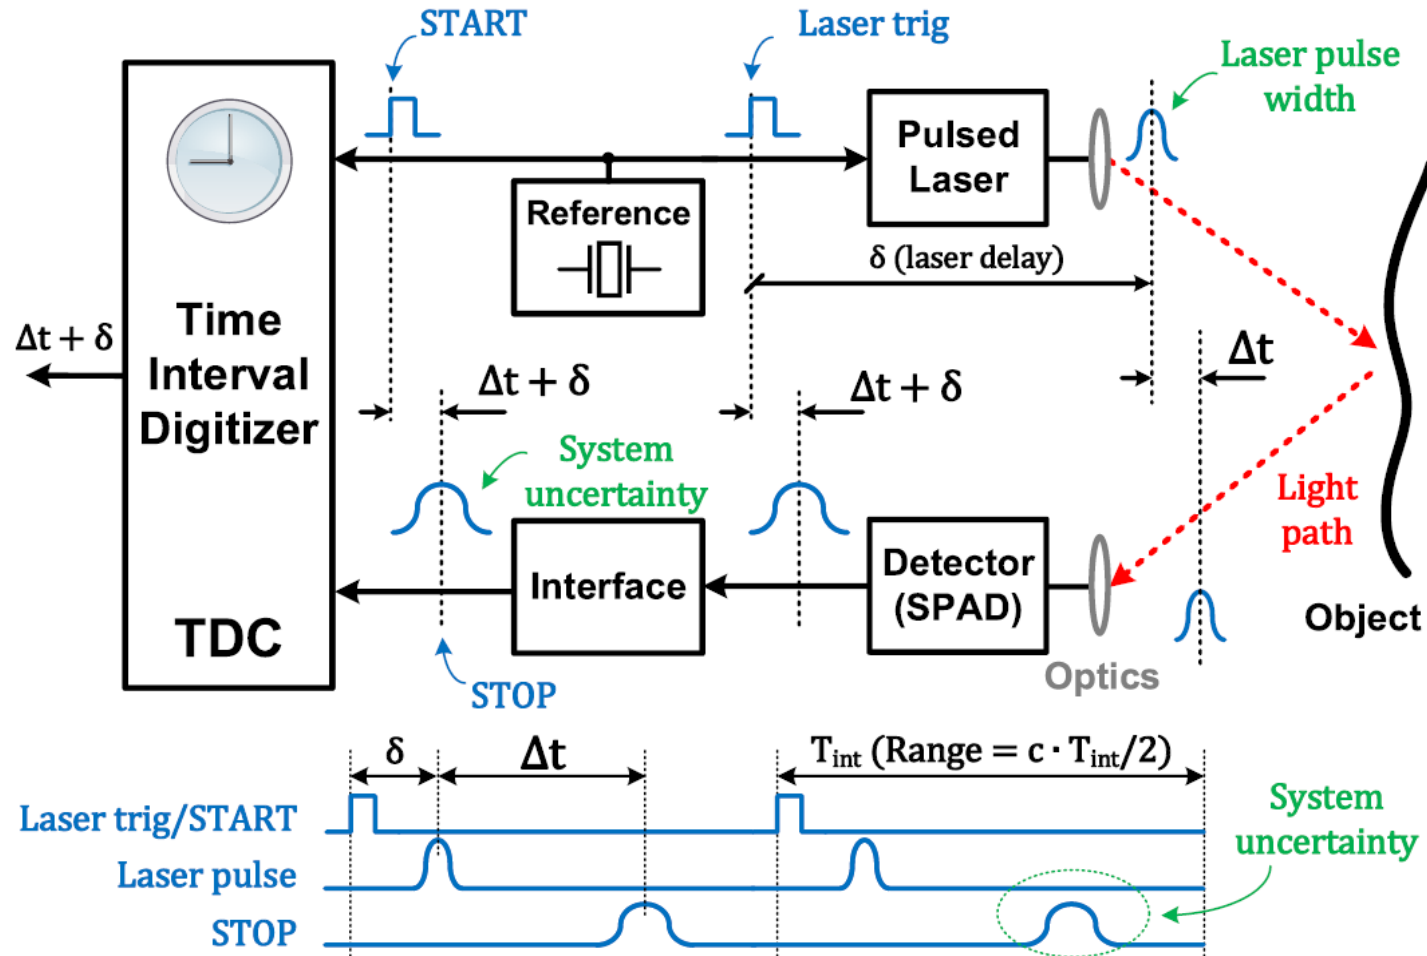 START
Laser trig
Laser pulse
width
Pulsed
Laser
Reference
δ (laser delay)
Time
Interval
Digitizer
Δt + δ
Δt + δ
Δt + δ
Δt
System
uncertainty
Light
path
Interface
Detector
(SPAD)
Object
TDC
STOP
Optics
δ
Δt
T_int (Range = c · T_int/2)
System
uncertainty
Laser trig/START
Laser pulse
STOP